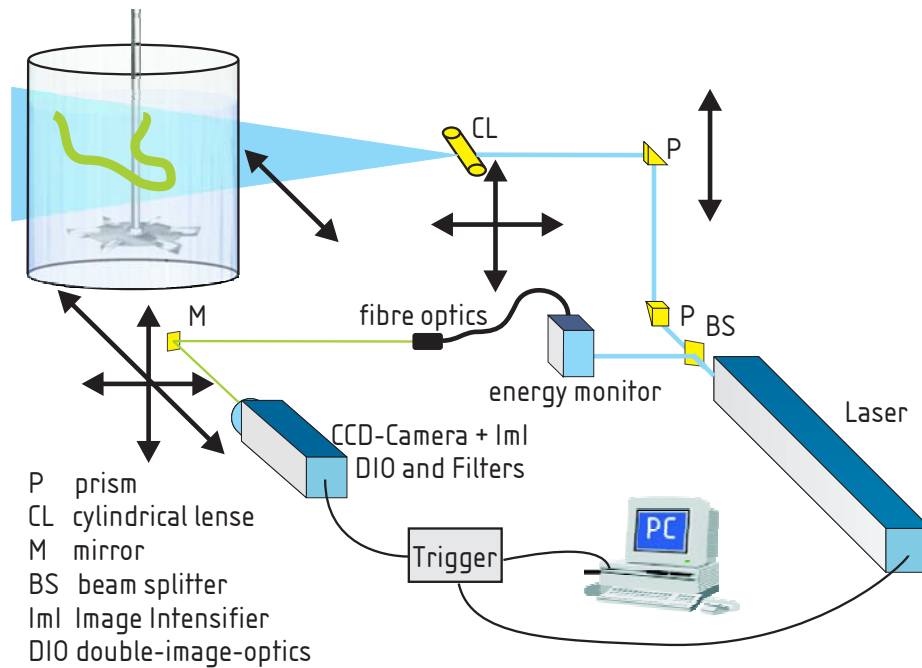 CL
P
P
BS
M
fibre optics
energy monitor
Laser
CCD-Camera + ImI
DIO and Filters
PC
Trigger
P prism
CL cylindrical lense
M mirror
BS beam splitter
ImI Image Intensifier
DIO double-image-optics